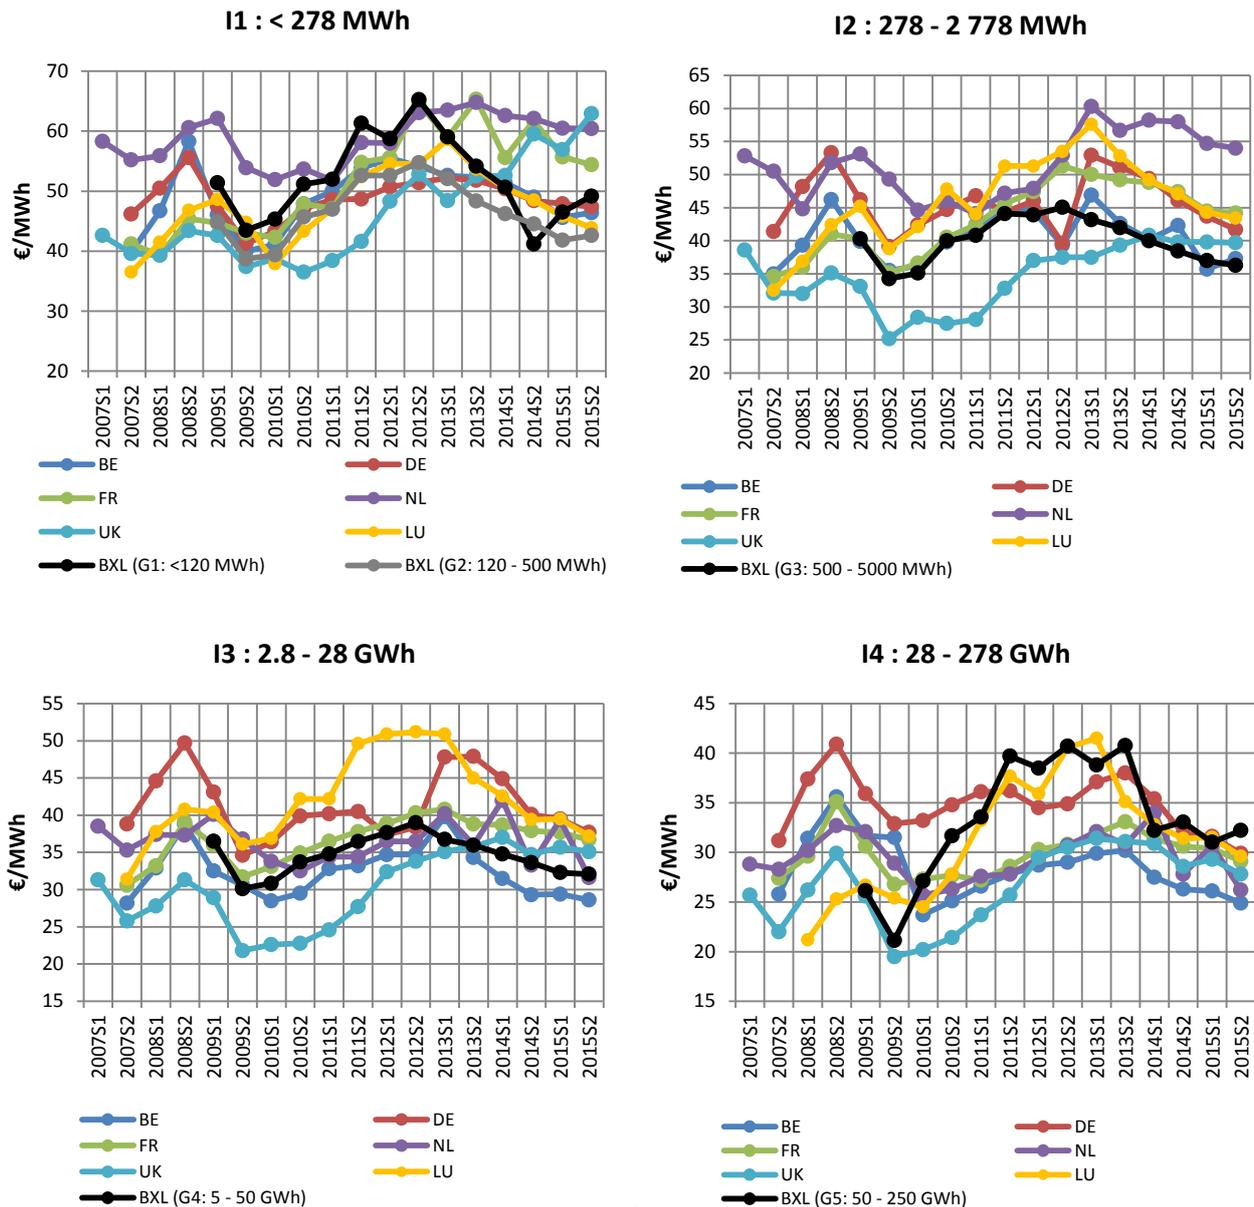 I1 : < 278 MWh
70
60
50
40
30
20
€/MWh
2007S1
2007S2
2008S1
2008S2
2009S1
2009S2
2010S1
2010S2
2011S1
2011S2
2012S1
2012S2
2013S1
2013S2
2014S1
2014S2
2015S1
2015S2
BE
DE
FR
NL
UK
LU
BXL (G1: <120 MWh)
BXL (G2: 120 - 500 MWh)
I2 : 278 - 2 778 MWh
65
60
55
50
45
40
35
30
25
20
€/MWh
2007S1
2007S2
2008S1
2008S2
2009S1
2009S2
2010S1
2010S2
2011S1
2011S2
2012S1
2012S2
2013S1
2013S2
2014S1
2014S2
2015S1
2015S2
BE
DE
FR
NL
UK
LU
BXL (G3: 500 - 5000 MWh)
I3 : 2.8 - 28 GWh
55
50
45
40
35
30
25
20
15
€/MWh
2007S1
2007S2
2008S1
2008S2
2009S1
2009S2
2010S1
2010S2
2011S1
2011S2
2012S1
2012S2
2013S1
2013S2
2014S1
2014S2
2015S1
2015S2
BE
DE
FR
NL
UK
LU
BXL (G4: 5 - 50 GWh)
I4 : 28 - 278 GWh
45
40
35
30
25
20
15
€/MWh
2007S1
2007S2
2008S1
2008S2
2009S1
2009S2
2010S1
2010S2
2011S1
2011S2
2012S1
2012S2
2013S1
2013S2
2014S1
2014S2
2015S1
2015S2
BE
DE
FR
NL
UK
LU
BXL (G5: 50 - 250 GWh)